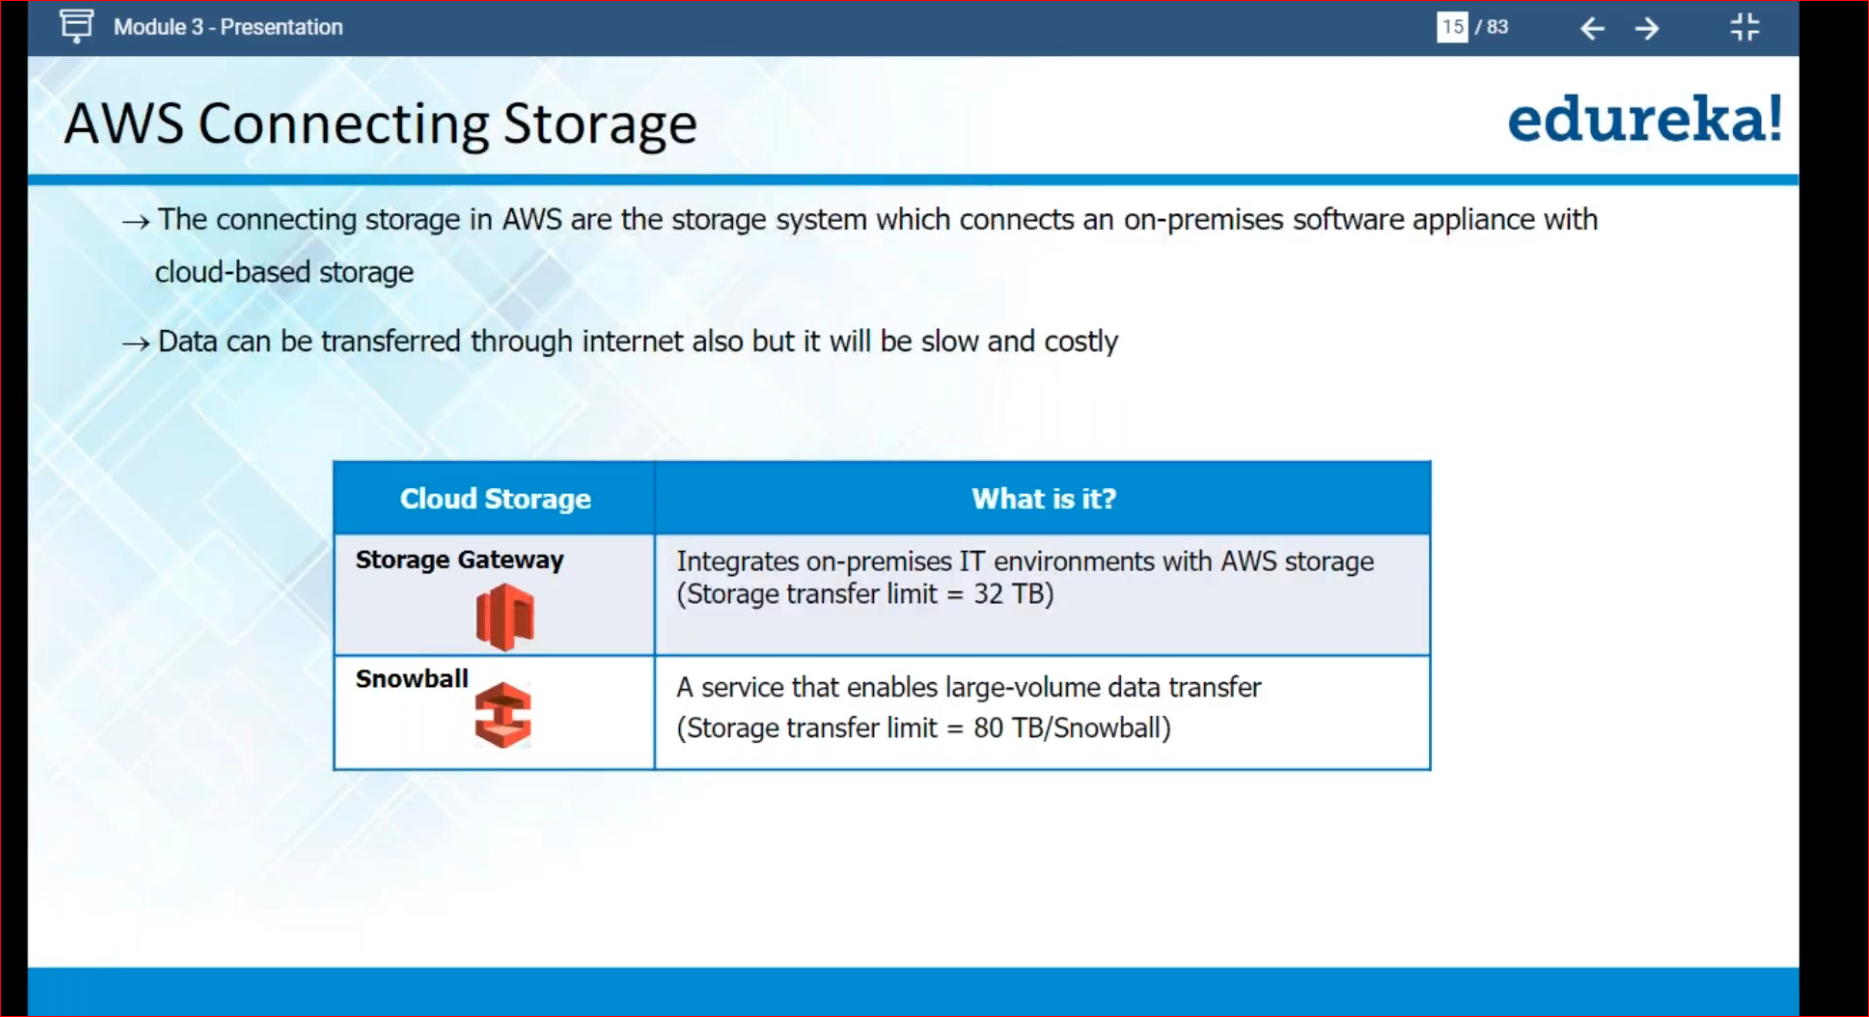 Module 3 - Presentation
15 / 83
AWS Connecting Storage
edureka!
→ The connecting storage in AWS are the storage system which connects an on-premises software appliance with
cloud-based storage
→ Data can be transferred through internet also but it will be slow and costly
Cloud Storage
What is it?
Storage Gateway
Integrates on-premises IT environments with AWS storage
(Storage transfer limit = 32 TB)
Snowball
A service that enables large-volume data transfer
(Storage transfer limit = 80 TB/Snowball)